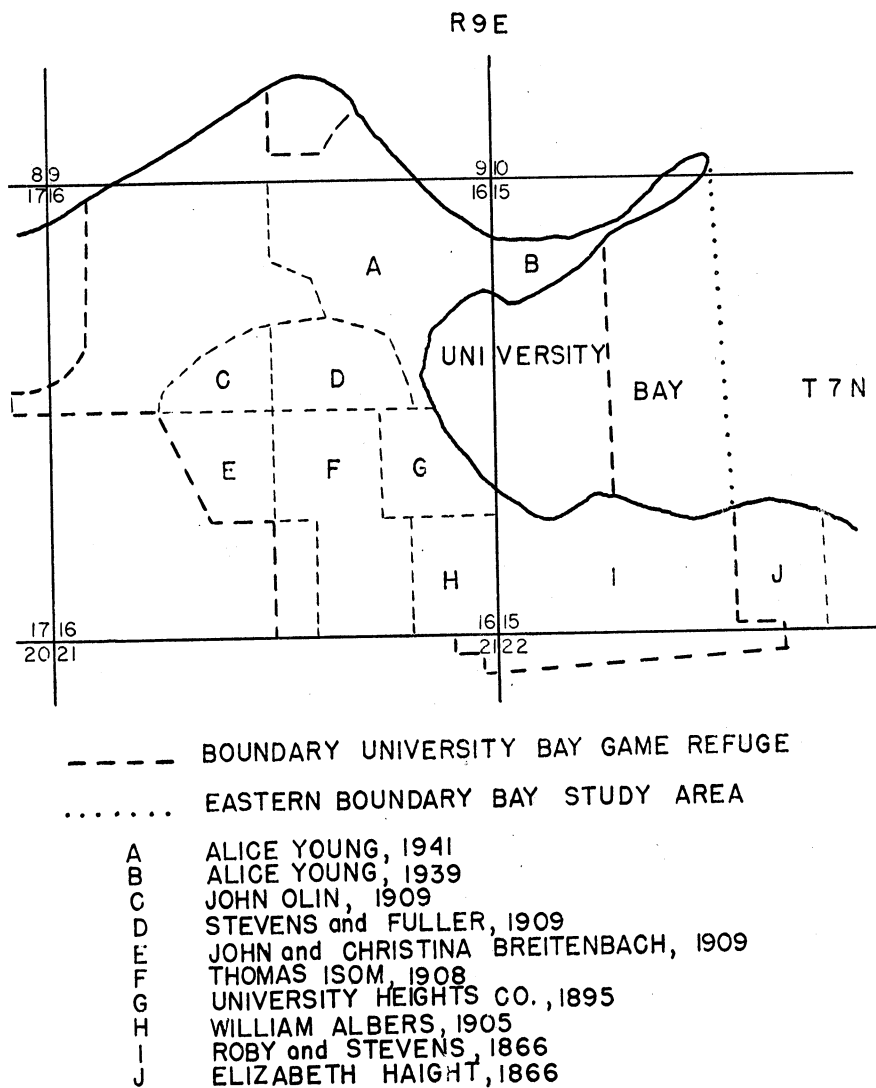 R 9 E
8 9
17 16
9 10
16 15
A
B
UNIVERSITY
C
D
BAY
T 7 N
E
F
G
H
I
J
17 16
20 21
16 15
21 22
BOUNDARY UNIVERSITY BAY GAME REFUGE
EASTERN BOUNDARY BAY STUDY AREA
A ALICE YOUNG, 1941
B ALICE YOUNG, 1939
C JOHN OLIN, 1909
D STEVENS and FULLER, 1909
E JOHN and CHRISTINA BREITENBACH, 1909
F THOMAS ISOM, 1908
G UNIVERSITY HEIGHTS CO., 1895
H WILLIAM ALBERS, 1905
I ROBY and STEVENS, 1866
J ELIZABETH HAIGHT, 1866